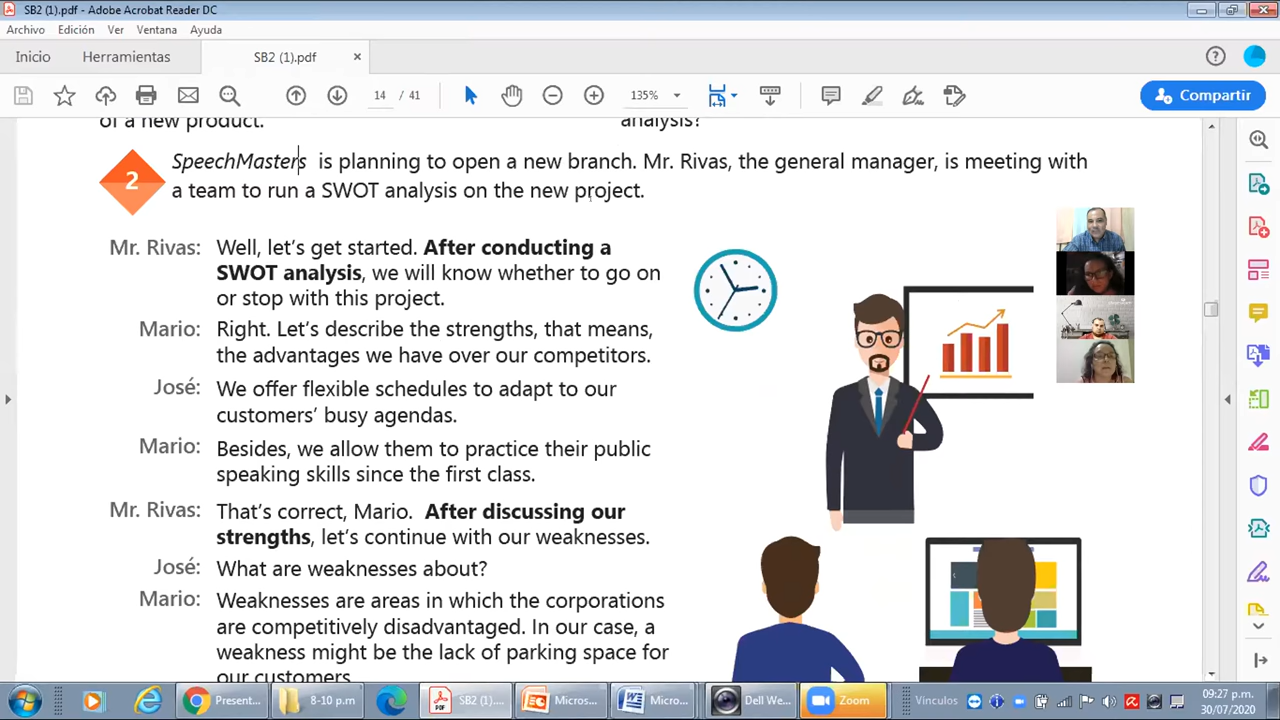 SB2 (1).pdf - Adobe Acrobat Reader DC
Archivo Edición Ver Ventana Ayuda
Inicio Herramientas SB2 (1).pdf ×
14 / 41 135% Compartir
of a new product. analysis?
2
SpeechMasters is planning to open a new branch. Mr. Rivas, the general manager, is meeting with
a team to run a SWOT analysis on the new project.
Mr. Rivas: Well, let's get started. After conducting a
SWOT analysis, we will know whether to go on
or stop with this project.
Mario: Right. Let's describe the strengths, that means,
the advantages we have over our competitors.
José: We offer flexible schedules to adapt to our
customers' busy agendas.
Mario: Besides, we allow them to practice their public
speaking skills since the first class.
Mr. Rivas: That's correct, Mario. After discussing our
strengths, let's continue with our weaknesses.
José: What are weaknesses about?
Mario: Weaknesses are areas in which the corporations
are competitively disadvantaged. In our case, a
weakness might be the lack of parking space for
our customers
Present... 8-10 p.m SB2 (1).... Micros... Micro... Dell We... Zoom Vínculos 09:27 p.m.
30/07/2020